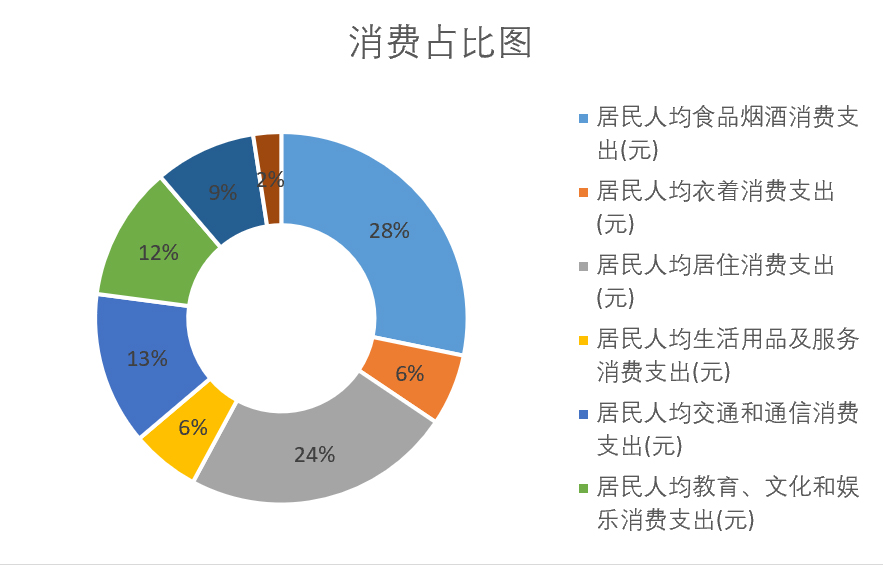 消费占比图
28%
6%
24%
6%
13%
12%
9%
2%
居民人均食品烟酒消费支
出(元)
居民人均衣着消费支出
(元)
居民人均居住消费支出
(元)
居民人均生活用品及服务
消费支出(元)
居民人均交通和通信消费
支出(元)
居民人均教育、文化和娱
乐消费支出(元)